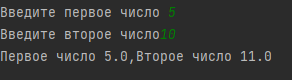 Введите первое число 5
Введите второе число10
Первое число 5.0,Второе число 11.0